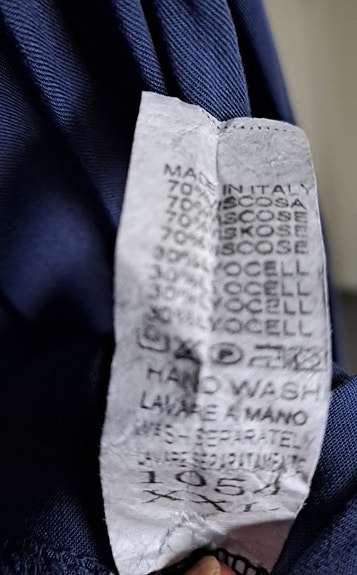 MADE IN ITALY
70% VISCOSA
70% VISCOSE
70% VISKOSE
70% VISCOSE
30% LYOCELL
30% LYOCELL
30% LYOCELL
30% LYOCELL
P
HAND WASH
LAVARE A MANO
WASH SEPARATELY
LAVARE SEPARATAMENTE
1054
XXL